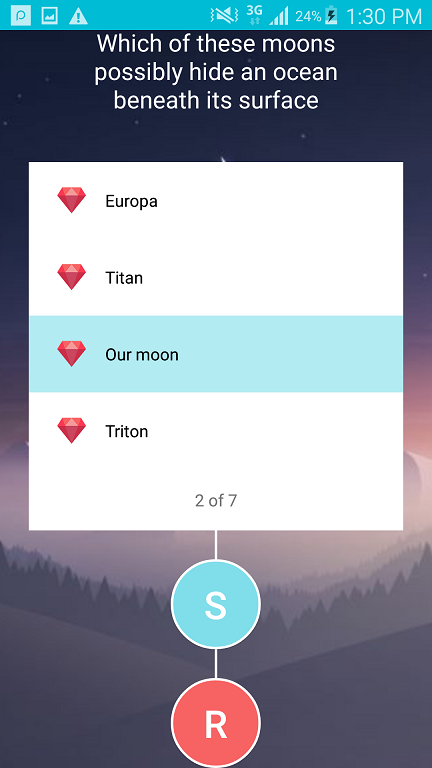 3G 24% 1:30 PM
Which of these moons
possibly hide an ocean
beneath its surface
Europa
Titan
Our moon
Triton
2 of 7
S
R